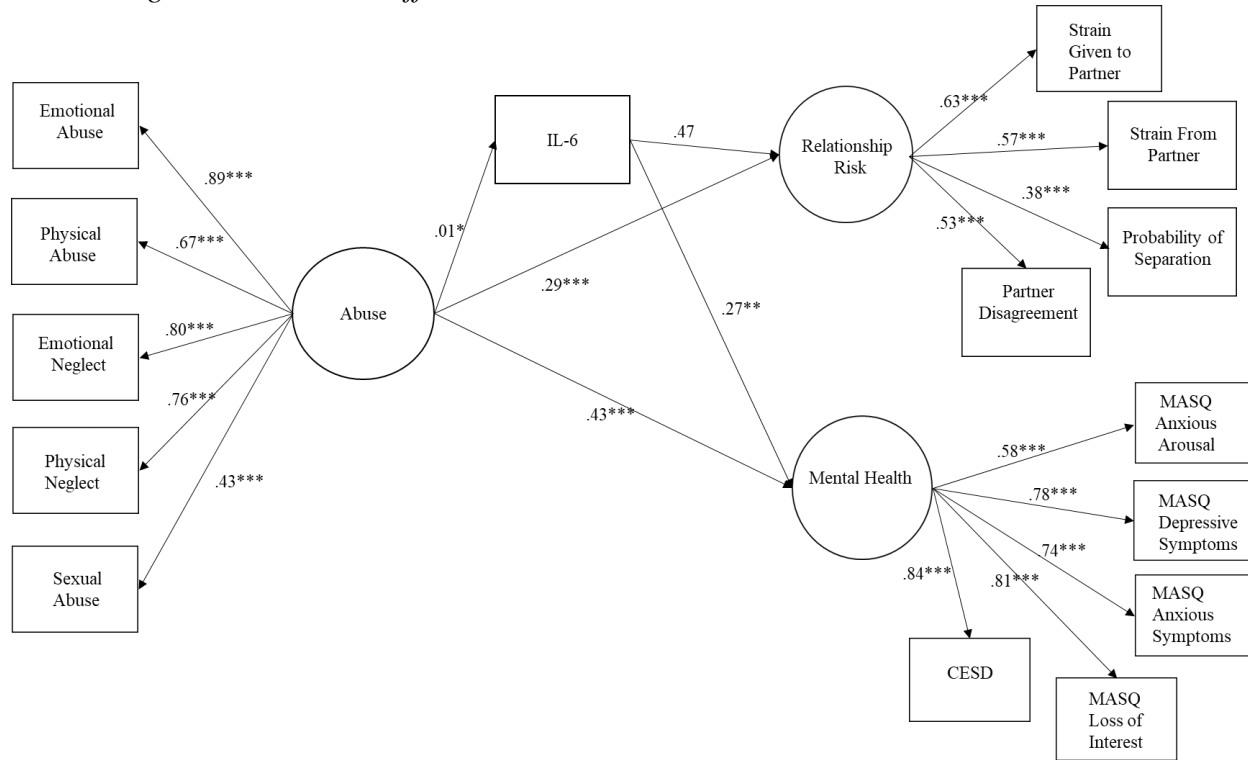 Strain
Given to
Partner
Emotional
Abuse
IL-6
.47
.63***
Relationship
Risk
.57***
Strain From
Partner
.89***
.38***
Physical
Abuse
.67***
.01*
.53***
Probability of
Separation
.29***
Partner
Disagreement
Abuse
.27**
Emotional
Neglect
.80***
.76***
.43***
MASQ
Anxious
Arousal
Physical
Neglect
.43***
Mental Health
.58***
.78***
MASQ
Depressive
Symptoms
.74***
.84***
.81***
Sexual
Abuse
MASQ
Anxious
Symptoms
CESD
MASQ
Loss of
Interest